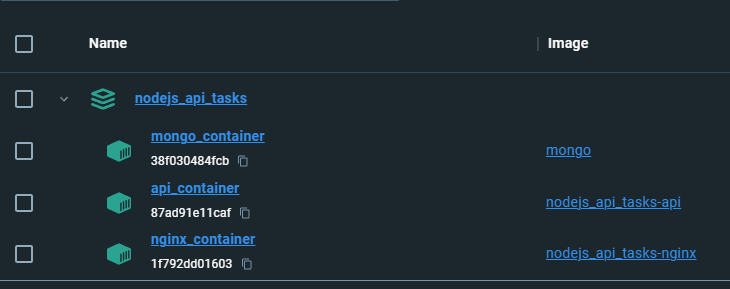 Name Image
nodejs_api_tasks
mongo_container
38f030484fcb
mongo
api_container
87ad91e11caf
nodejs_api_tasks-api
nginx_container
1f792dd01603
nodejs_api_tasks-nginx